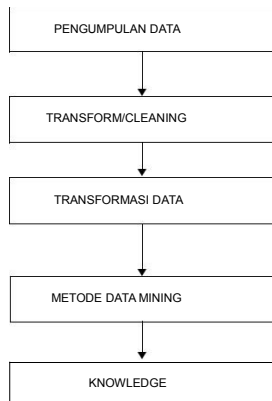 PENGUMPULAN DATA
TRANSFORM/CLEANING
TRANSFORMASI DATA
METODE DATA MINING
KNOWLEDGE